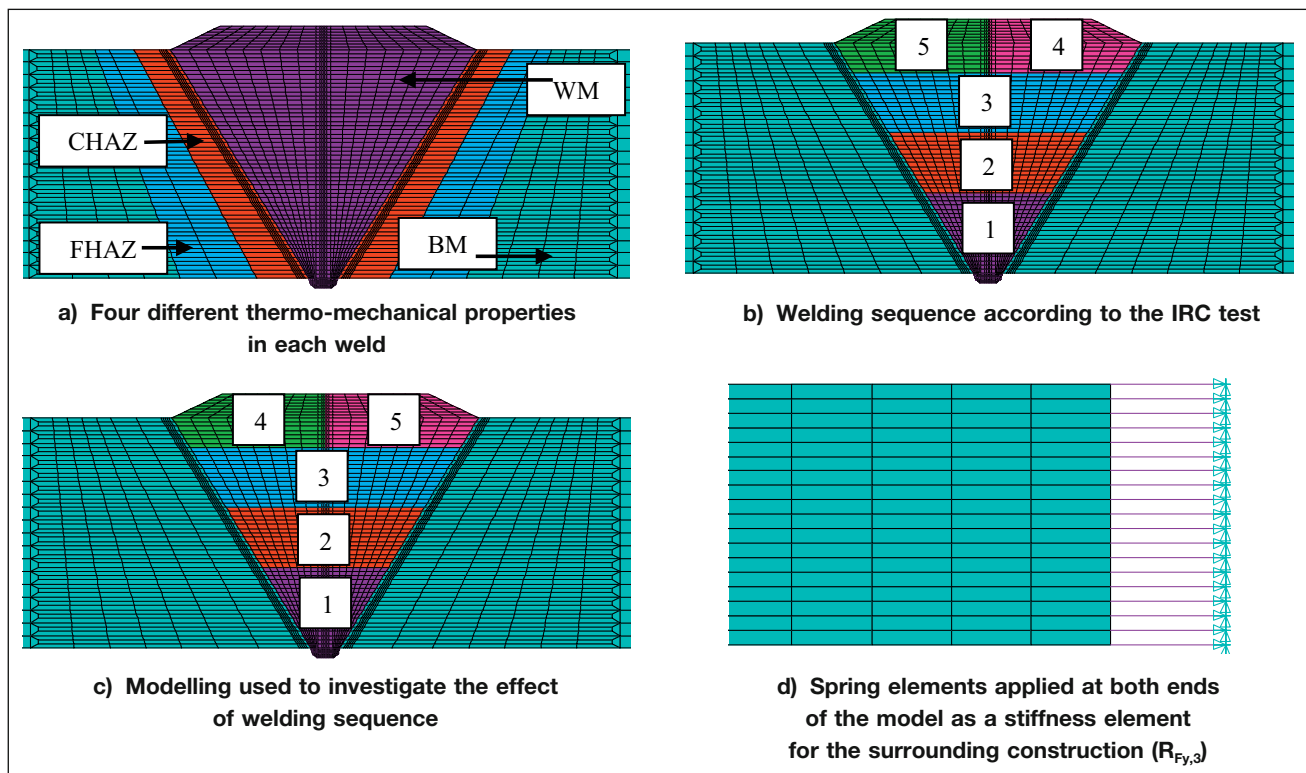 WM
CHAZ
FHAZ
BM
a) Four different thermo-mechanical properties
in each weld
5
4
3
2
1
b) Welding sequence according to the IRC test
4
5
3
2
1
c) Modelling used to investigate the effect
of welding sequence
d) Spring elements applied at both ends
of the model as a stiffness element
for the surrounding construction (R_{Fy,3})